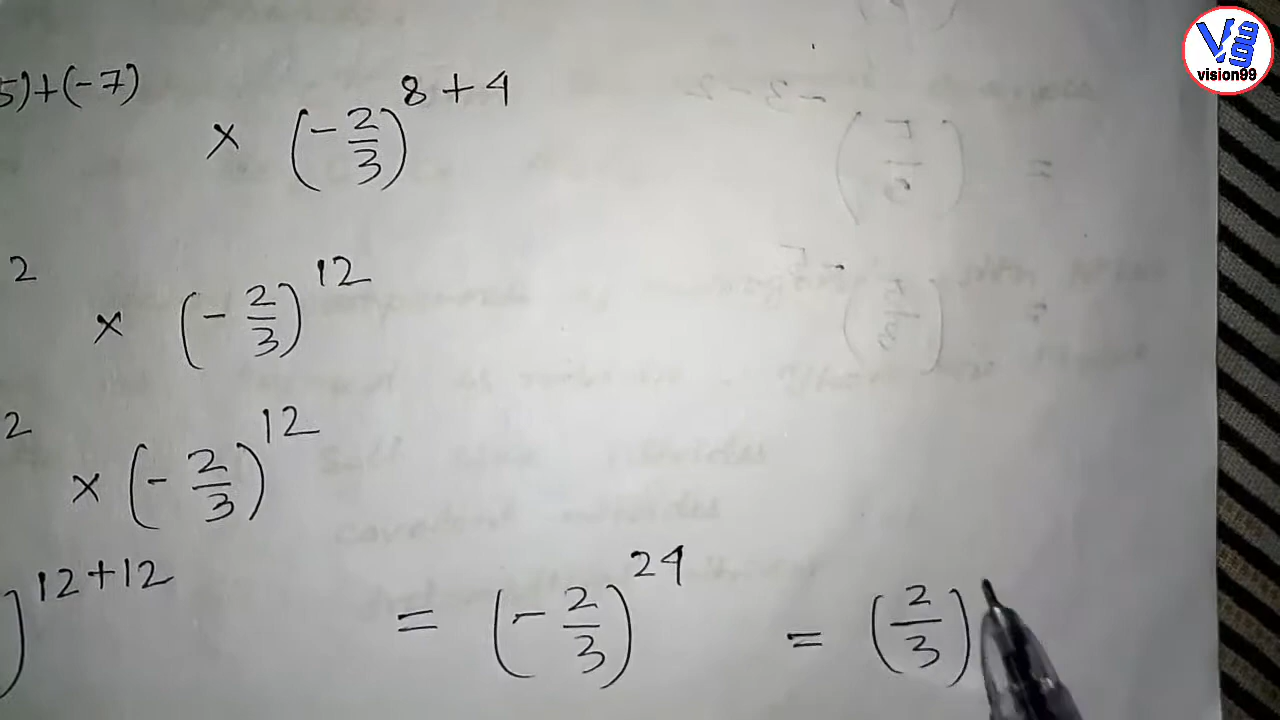 5)+(-7) × (-2/3)^8+4
2 × (-2/3)^12
2 × (-2/3)^12
]^12+12 = (-2/3)^24 = (2/3)
vision99